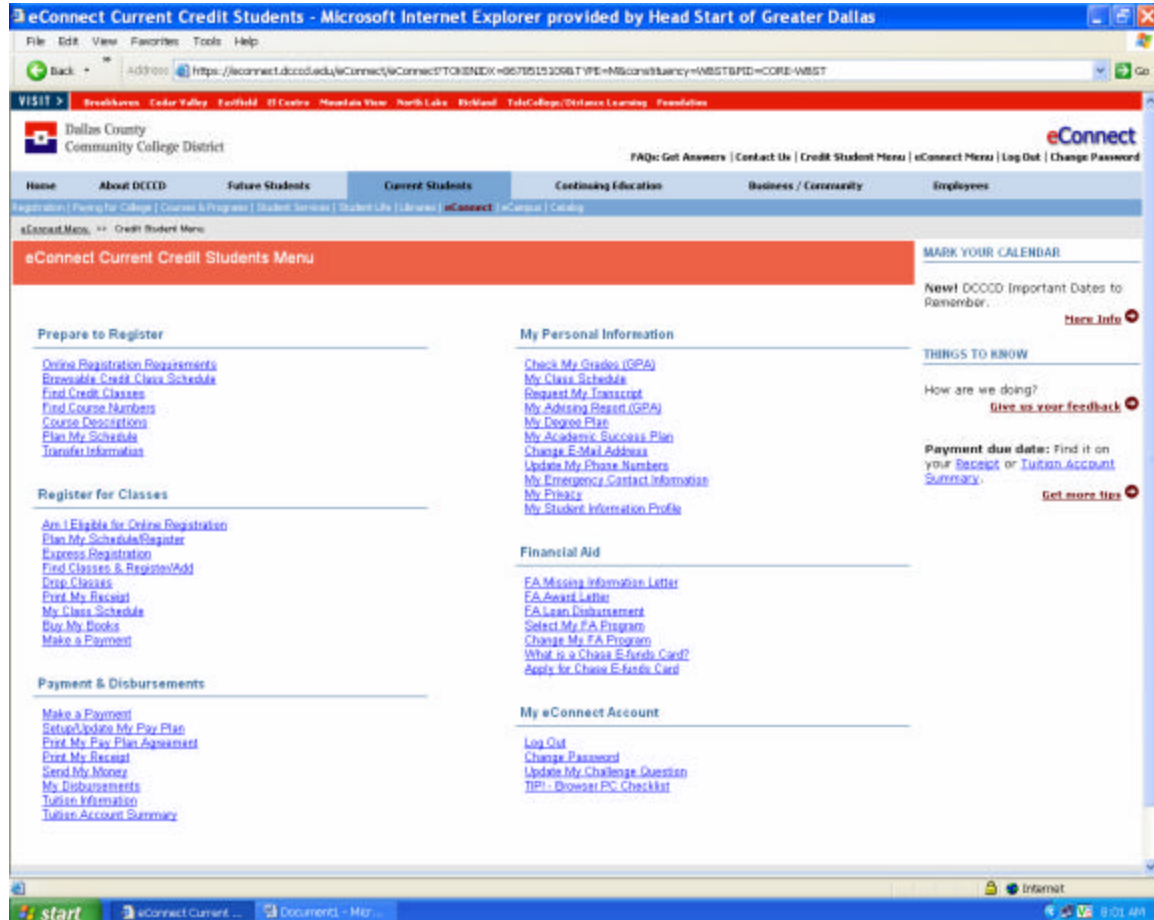 eConnect Current Credit Students - Microsoft Internet Explorer provided by Head Start of Greater Dallas
File Edit View Favorites Tools Help
Back Address https://econnect.dcccd.edu/eConnect/eConnect? Go
VISIT > Brookhaven Cedar Valley Eastfield El Centro Mountain View North Lake Richland TeleCollege/Distance Learning Foundation
Dallas County
Community College District
eConnect
FAQs: Get Answers | Contact Us | Credit Student Menu | eConnect Menu | Log Out | Change Password
Home About DCCCD Future Students Current Students Continuing Education Business / Community Employees
Registration | Paying for College | Courses & Programs | Student Services | Student Life | Libraries | eConnect | eCampus | Catalog
eConnect Menu >> Credit Student Menu
eConnect Current Credit Students Menu
Prepare to Register
Online Registration Requirements
Browsable Credit Class Schedule
Find Credit Classes
Find Course Numbers
Course Descriptions
Plan My Schedule
Transfer Information
Register for Classes
Am I Eligible for Online Registration
Plan My Schedule/Register
Express Registration
Find Classes & Register/Add
Drop Classes
Print My Receipt
My Class Schedule
Buy My Books
Make a Payment
Payment & Disbursements
Make a Payment
Setup/Update My Pay Plan
Print My Pay Plan Agreement
Print My Receipt
Send My Money
My Disbursements
Tuition Information
Tuition Account Summary
My Personal Information
Check My Grades (GPA)
My Class Schedule
Request My Transcript
My Advising Report (GPA)
My Degree Plan
My Academic Success Plan
Change E-Mail Address
Update My Phone Numbers
My Emergency Contact Information
My Privacy
My Student Information Profile
Financial Aid
FA Missing Information Letter
FA Award Letter
FA Loan Disbursement
Select My FA Program
Change My FA Program
What is a Chase E-funds Card?
Apply for Chase E-funds Card
My eConnect Account
Log Out
Change Password
Update My Challenge Question
TIP! - Browser PC Checklist
MARK YOUR CALENDAR
New! DCCCD Important Dates to
Remember.
More Info
THINGS TO KNOW
How are we doing?
Give us your feedback
Payment due date: Find it on
your Receipt or Tuition Account
Summary.
Get more tips
Internet
start eConnect Current ... Document1 - Micr... 8:01 AM